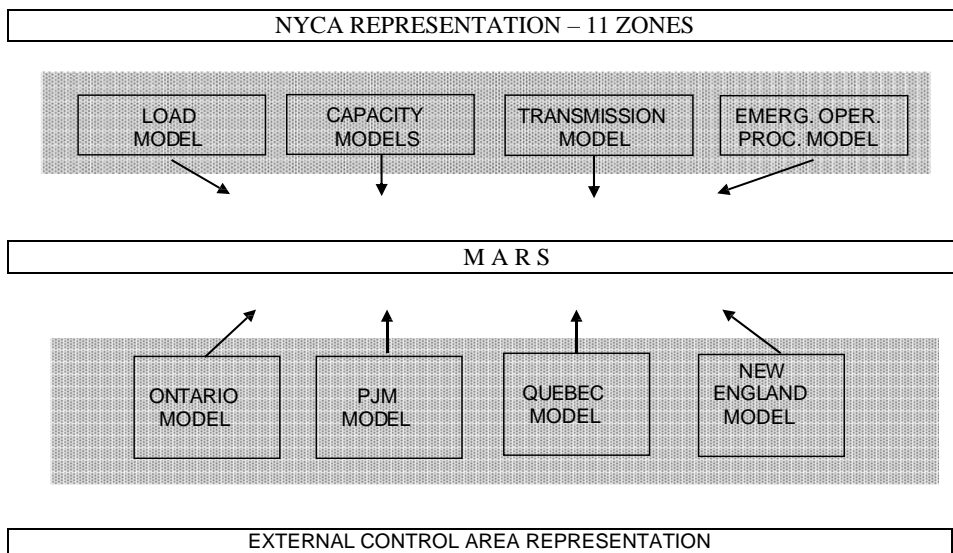 NYCA REPRESENTATION – 11 ZONES
LOAD
MODEL
CAPACITY
MODELS
TRANSMISSION
MODEL
EMERG. OPER.
PROC. MODEL
M A R S
ONTARIO
MODEL
PJM
MODEL
QUEBEC
MODEL
NEW
ENGLAND
MODEL
EXTERNAL CONTROL AREA REPRESENTATION